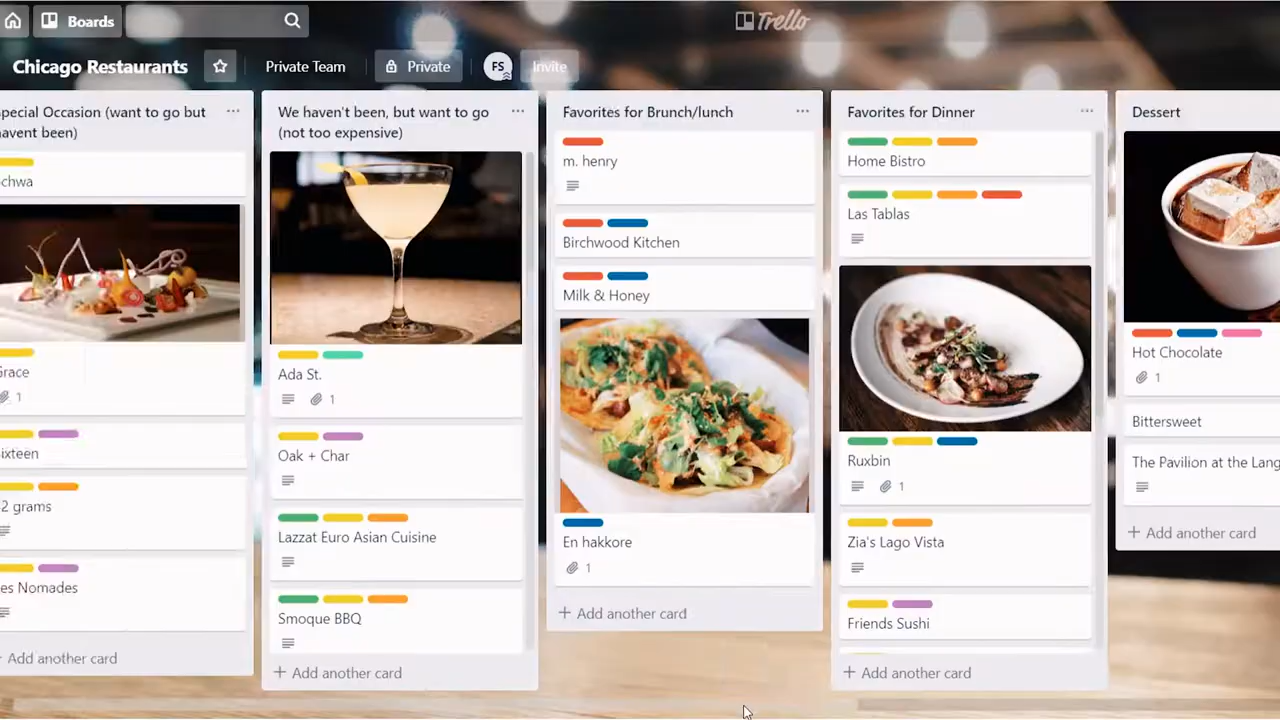 Boards
Trello
Chicago Restaurants
Private Team
Private
FS
Invite
pecial Occasion (want to go but
avent been)
chwa
Grace
1
ixteen
2 grams
es Nomades
Add another card
We haven't been, but want to go
(not too expensive)
Ada St.
1
Oak + Char
Lazzat Euro Asian Cuisine
Smoque BBQ
+ Add another card
Favorites for Brunch/lunch
m. henry
Birchwood Kitchen
Milk & Honey
En hakkore
1
+ Add another card
Favorites for Dinner
Home Bistro
Las Tablas
Ruxbin
1
Zia's Lago Vista
Friends Sushi
+ Add another card
Dessert
Hot Chocolate
1
Bittersweet
The Pavilion at the Lang
+ Add another card